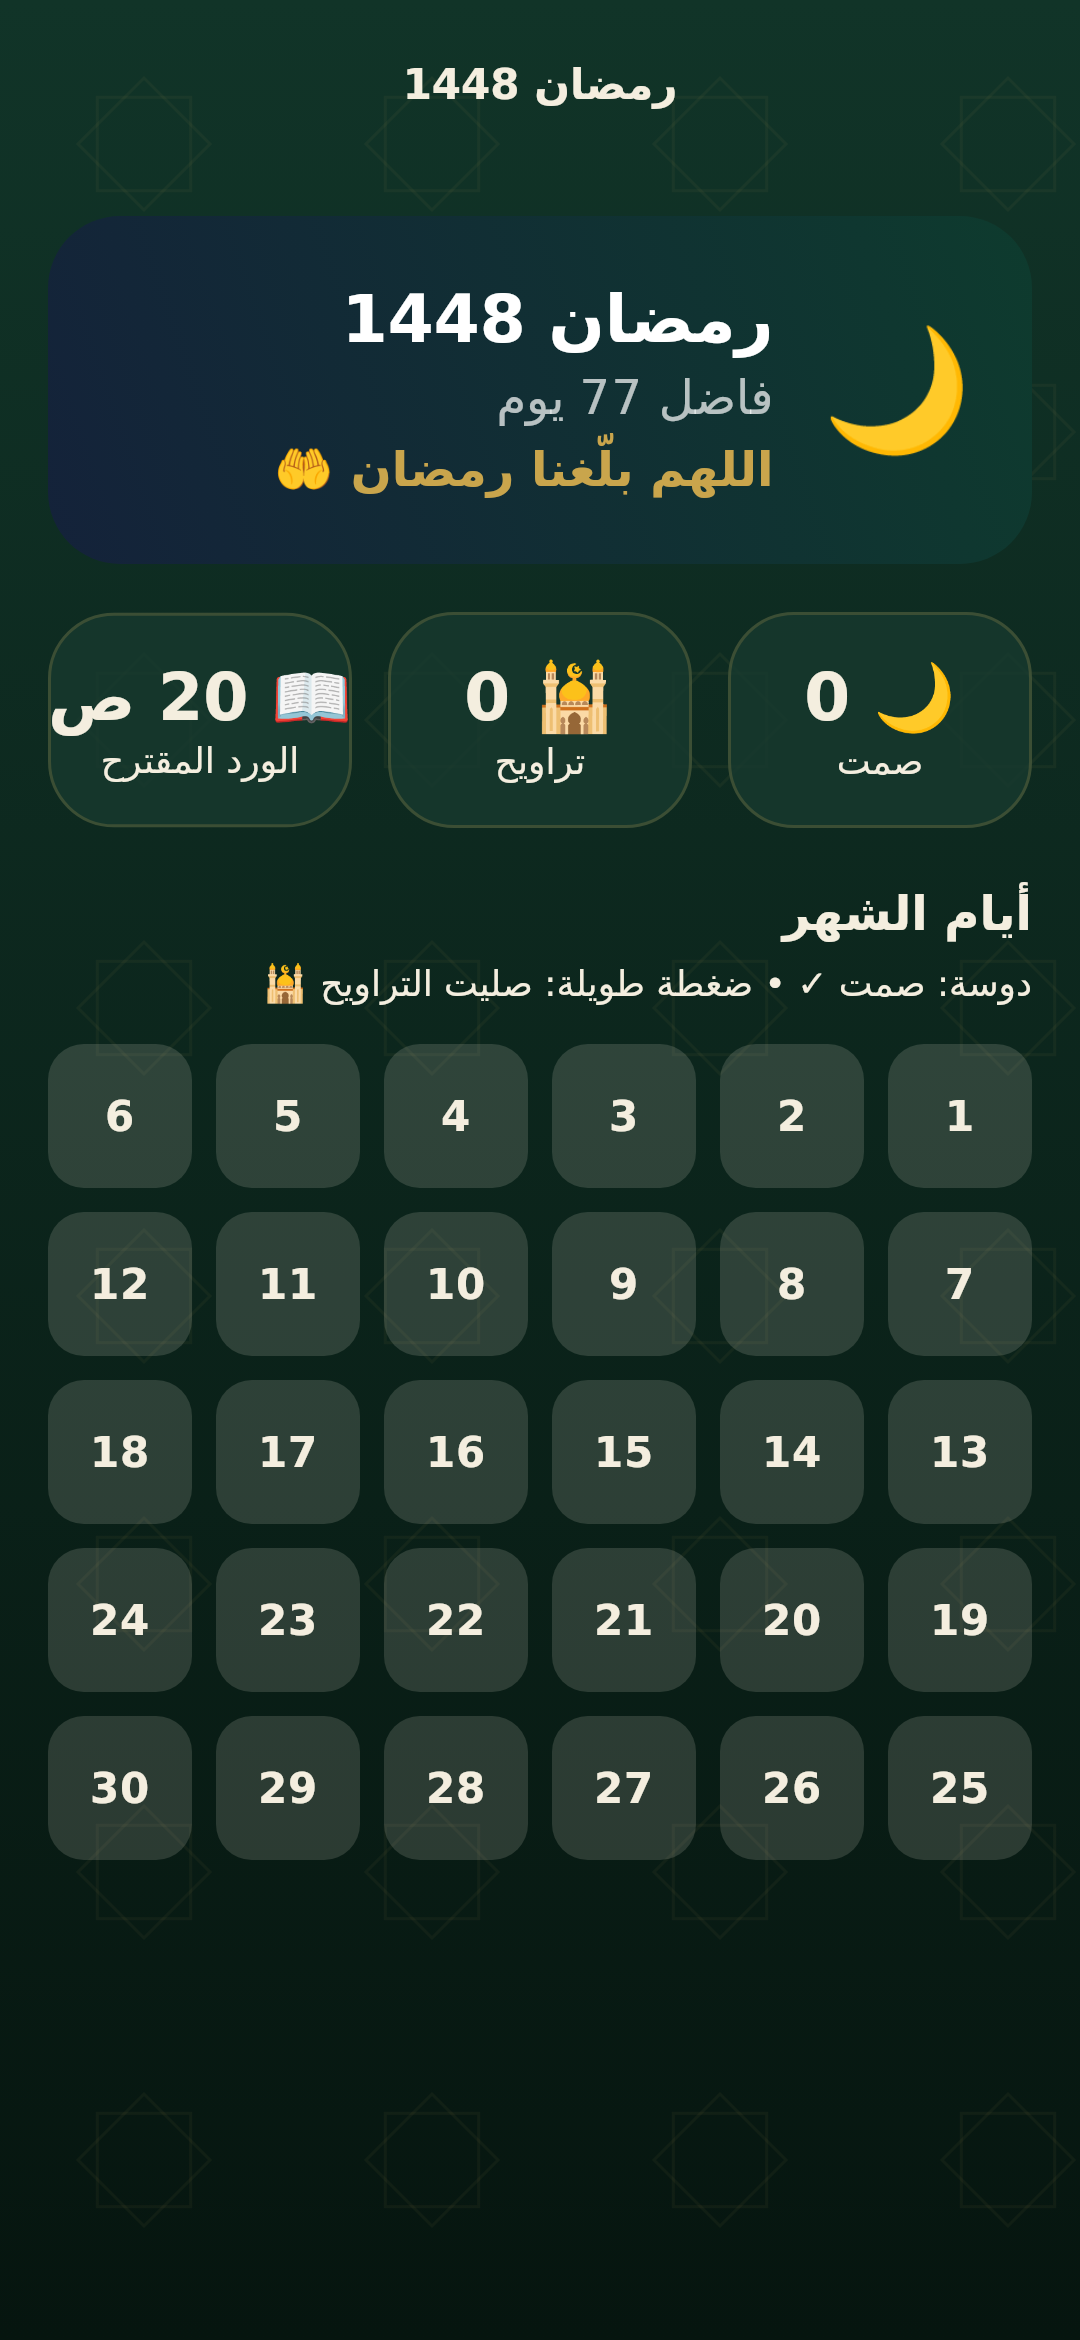 رمضان 1448
رمضان 1448
فاضل 77 يوم
اللهم بلّغنا رمضان 🤲
🌙 0
صمت
🕌 0
تراويح
📖 20 ص
الورد المقترح
أيام الشهر
دوسة: صمت ✓ • ضغطة طويلة: صليت التراويح 🕌
1 2 3 4 5 6
7 8 9 10 11 12
13 14 15 16 17 18
19 20 21 22 23 24
25 26 27 28 29 30